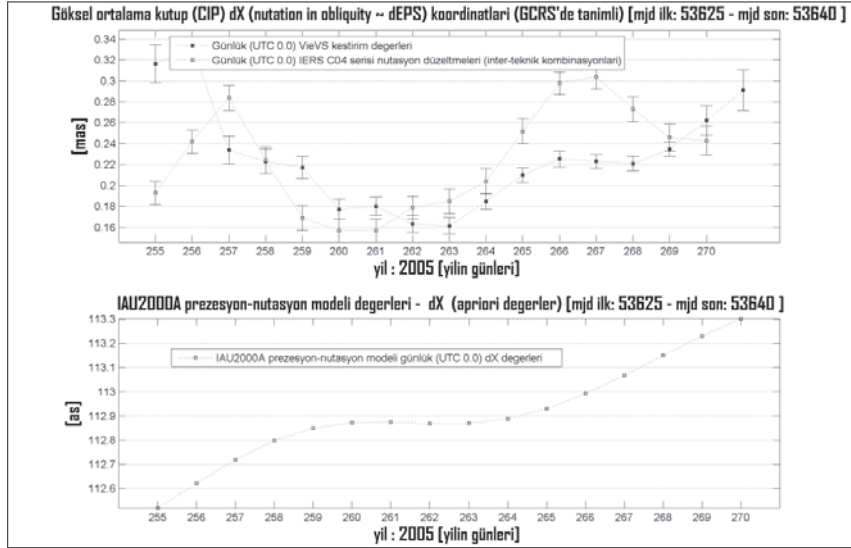 Göksel ortalama kutup (CIP) dX (nutation in obliquity ~ dEPS) koordinatlari (GCRS'de tanimli) [mjd ilk: 53625 - mjd son: 53640 ]
0.34
0.32
0.3
0.28
0.26
0.24
0.22
0.2
0.18
0.16
[mas]
Günlük (UTC 0.0) VieVS kestirim degerleri
Günlük (UTC 0.0) IERS C04 serisi nutasyon düzeltmeleri (inter-teknik kombinasyonlari)
255 256 257 258 259 260 261 262 263 264 265 266 267 268 269 270
yil : 2005 [yilin günleri]
IAU2000A prezesyon-nutasyon modeli degerleri - dX (apriori degerler) [mjd ilk: 53625 - mjd son: 53640 ]
113.3
113.2
113.1
113
112.9
112.8
112.7
112.6
[as]
IAU2000A prezesyon-nutasyon modeli günlük (UTC 0.0) dX degerleri
255 256 257 258 259 260 261 262 263 264 265 266 267 268 269 270
yil : 2005 [yilin günleri]